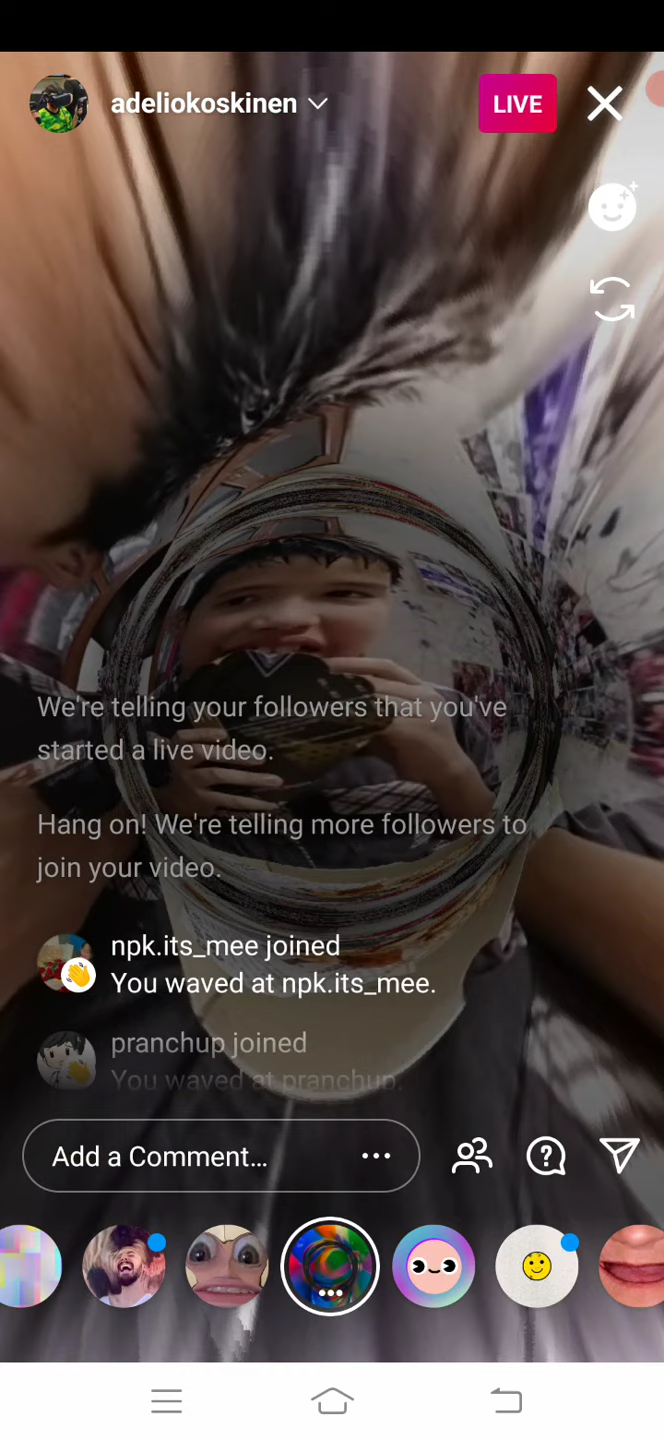 adeliokoskinen
LIVE
We're telling your followers that you've
started a live video.
Hang on! We're telling more followers to
join your video.
npk.its_mee joined
You waved at npk.its_mee.
pranchup joined
You waved at pranchup.
Add a Comment...